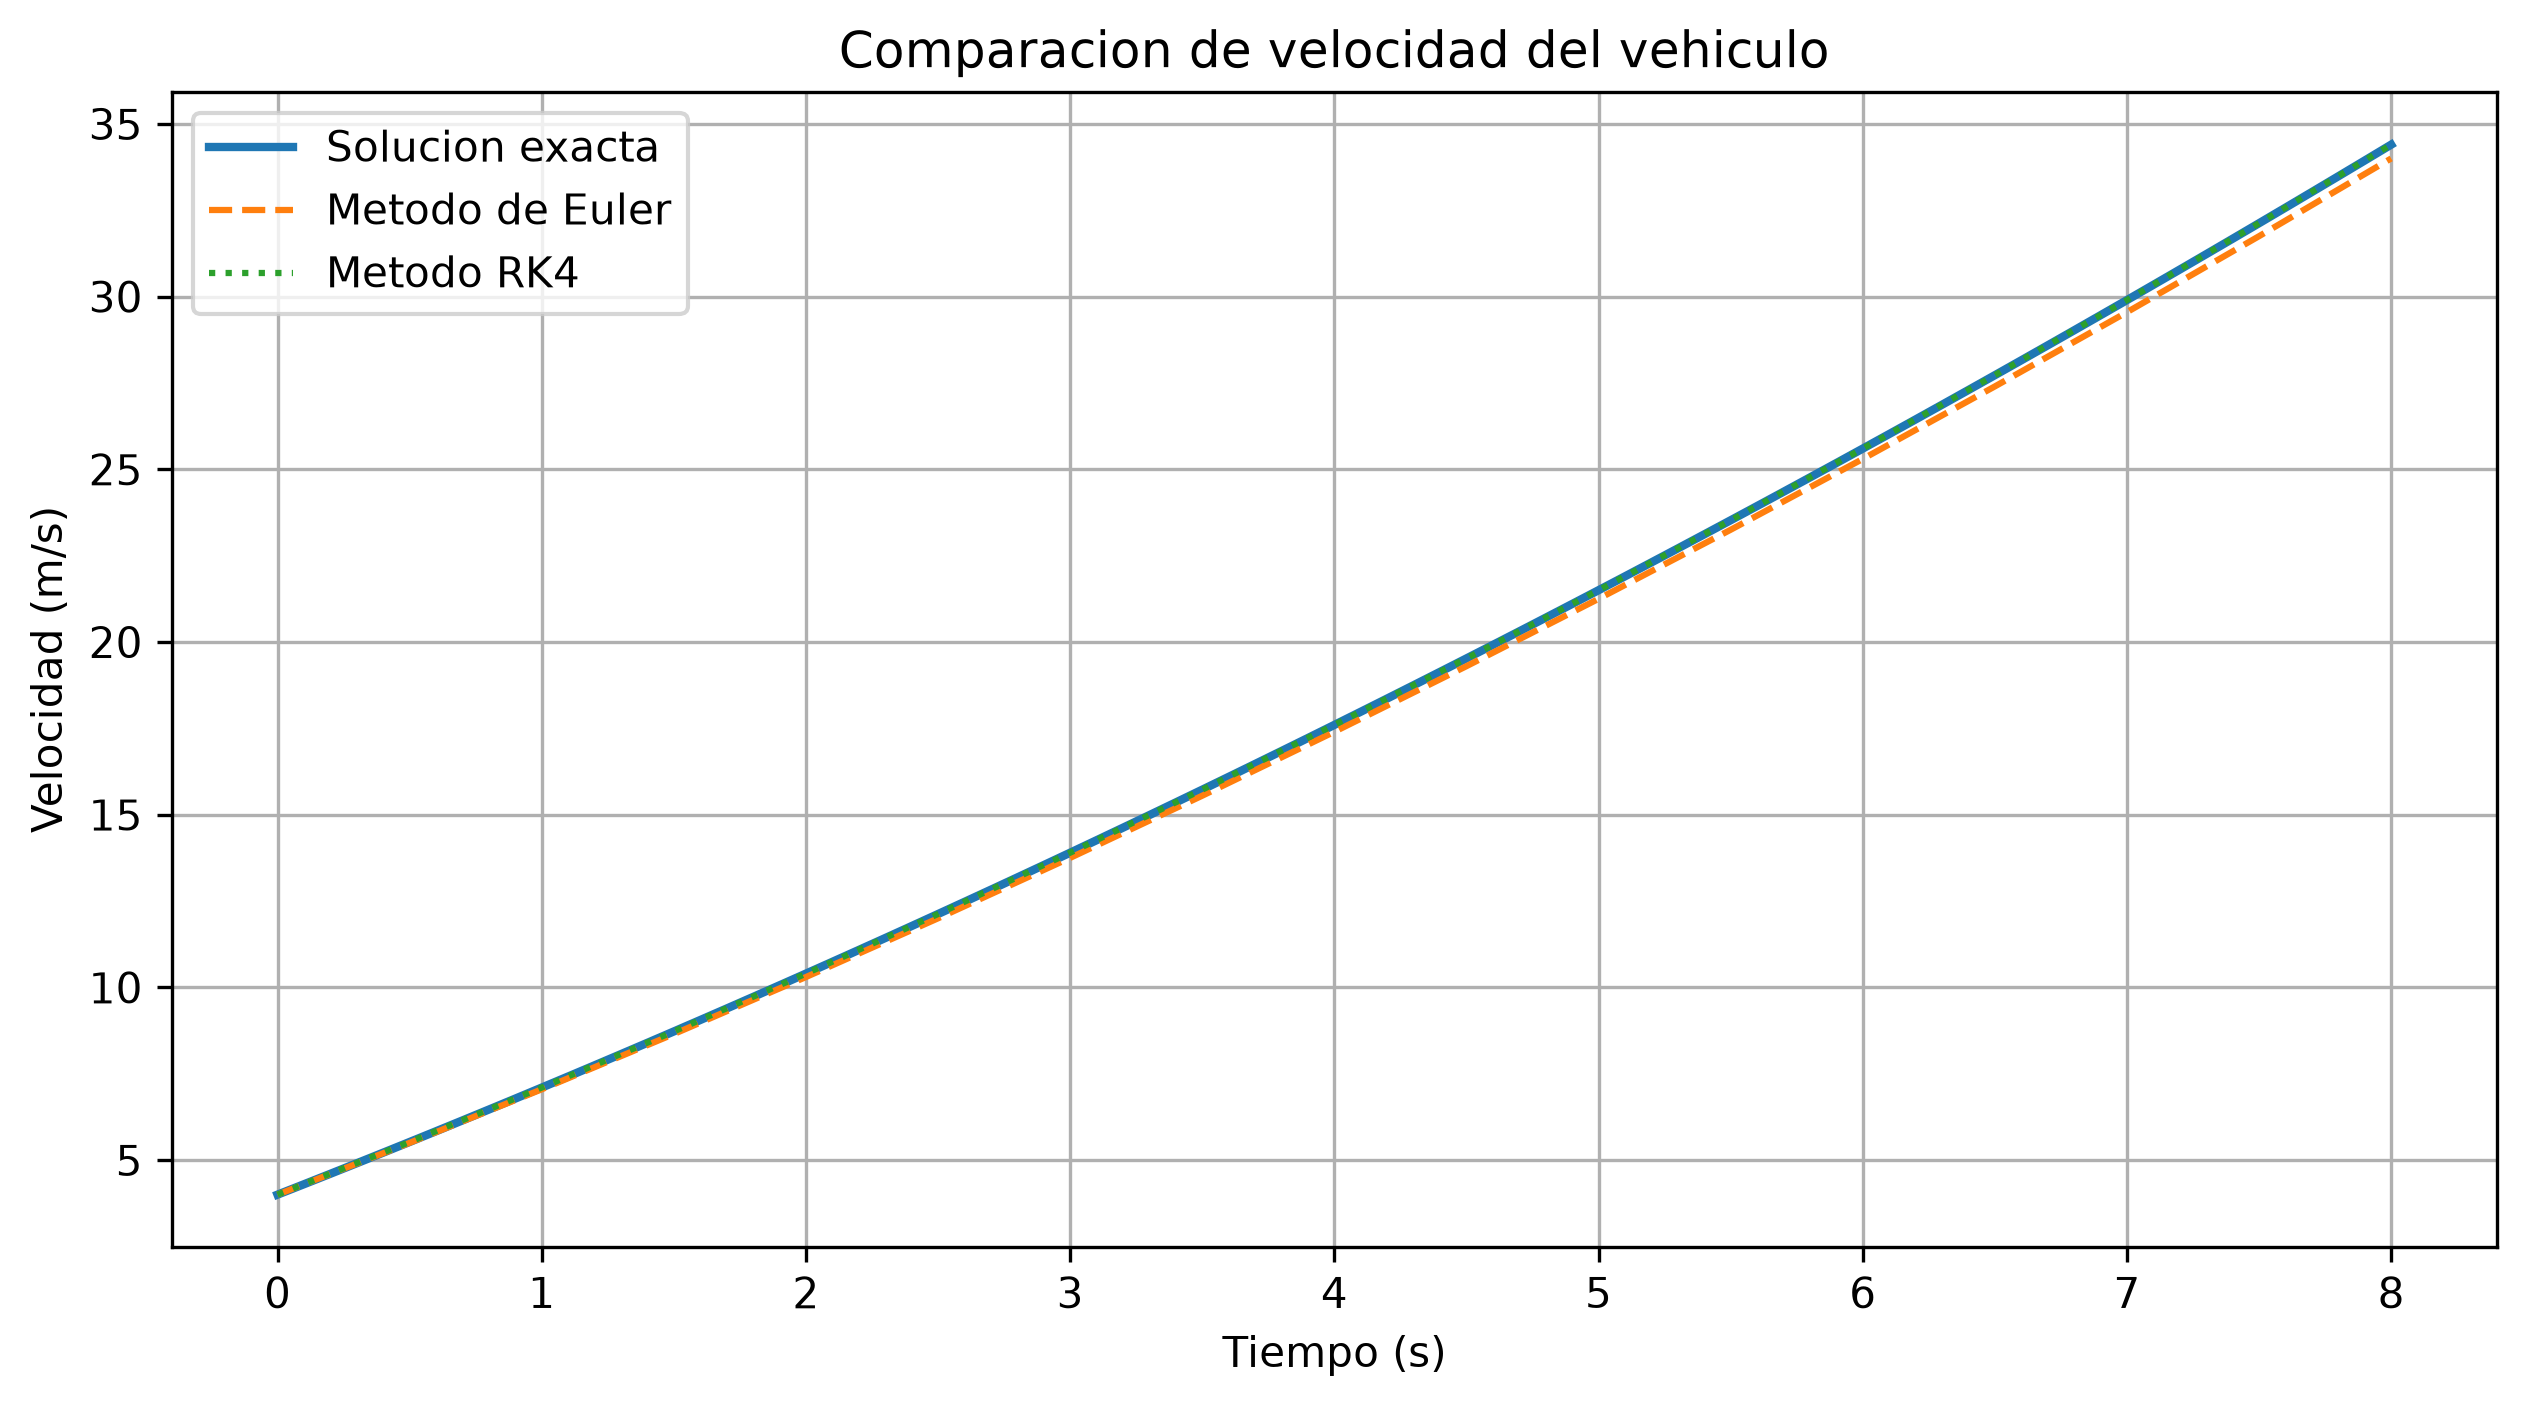 Comparacion de velocidad del vehiculo
Solucion exacta
Metodo de Euler
Metodo RK4
35
30
25
20
15
10
5
Velocidad (m/s)
0 1 2 3 4 5 6 7 8
Tiempo (s)